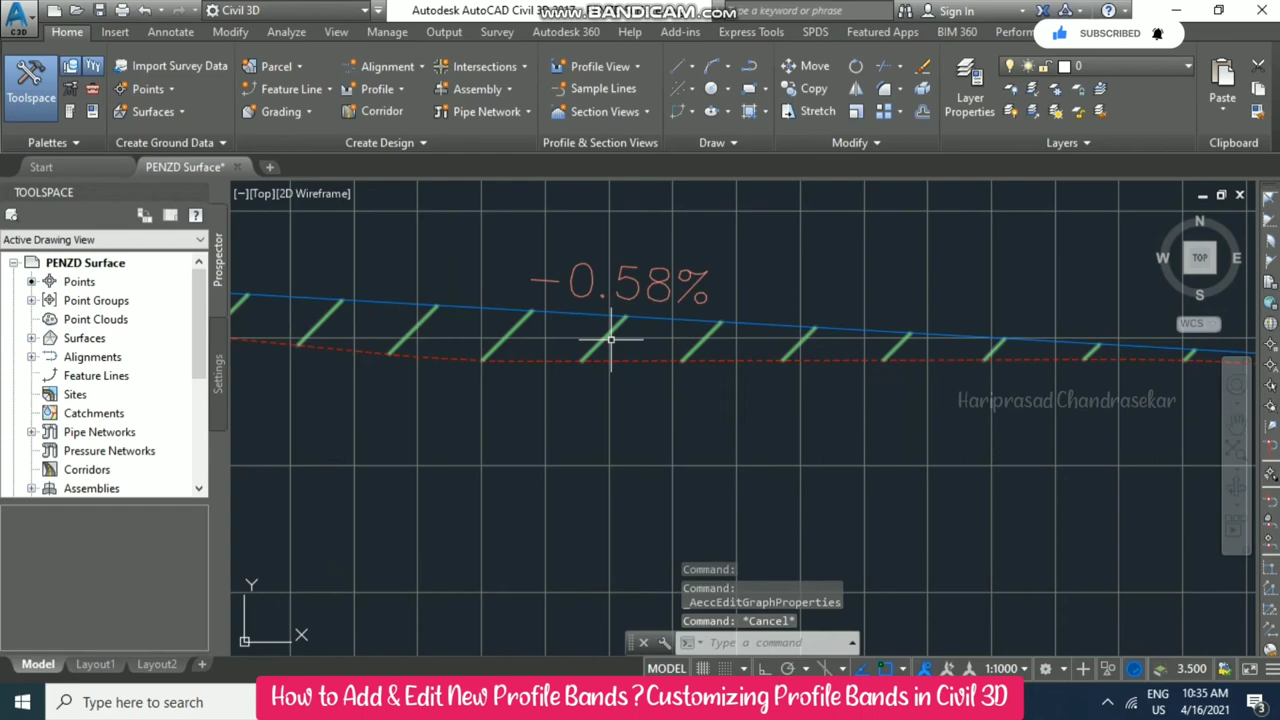 Civil 3D
Autodesk AutoCAD Civil 3D 2017
www.BANDICAM.com
Type a keyword or phrase
Sign In
SUBSCRIBED
C3D
Home Insert Annotate Modify Analyze View Manage Output Survey Autodesk 360 Help Add-ins Express Tools SPDS Featured Apps BIM 360
Toolspace
Import Survey Data
Points
Surfaces
Parcel
Feature Line
Grading
Alignment
Profile
Corridor
Intersections
Assembly
Pipe Network
Profile View
Sample Lines
Section Views
Move
Copy
Stretch
Layer
Properties
0
Paste
Palettes Create Ground Data Create Design Profile & Section Views Draw Modify Layers Clipboard
Start PENZD Surface*
TOOLSPACE
Active Drawing View
PENZD Surface
Points
Point Groups
Point Clouds
Surfaces
Alignments
Feature Lines
Sites
Catchments
Pipe Networks
Pressure Networks
Corridors
Assemblies
Prospector
Settings
[−][Top][2D Wireframe]
N
W TOP E
S
WCS
-0.58%
Hariprasad Chandrasekar
Y
X
Command:
Command:
_AeccEditGraphProperties
Command: *Cancel*
Type a command
Model Layout1 Layout2
MODEL 1:1000 3.500
Type here to search
How to Add & Edit New Profile Bands ? Customizing Profile Bands in Civil 3D
ENG
US
10:35 AM
4/16/2021
3